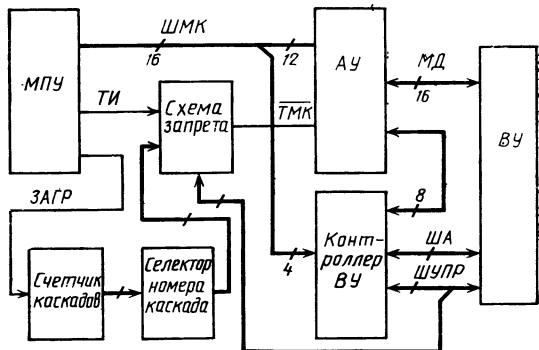 ШМК
16
12
МПУ
АУ
МД
16
ВУ
ТИ
Схема
запрета
ТМК
ЗАГР
8
Счетчик
каскадов
Селектор
номера
каскада
4
Конт-
роллер
ВУ
ША
ШУПР